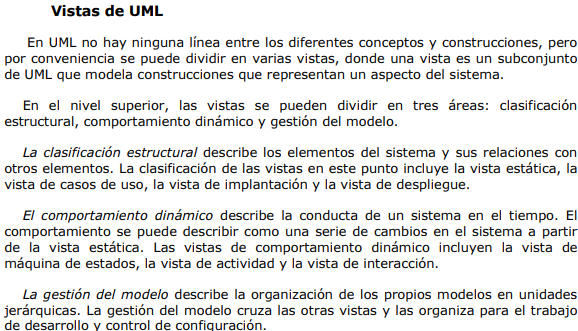 Vistas de UML
En UML no hay ninguna línea entre los diferentes conceptos y construcciones, pero
por conveniencia se puede dividir en varias vistas, donde una vista es un subconjunto
de UML que modela construcciones que representan un aspecto del sistema.
En el nivel superior, las vistas se pueden dividir en tres áreas: clasificación
estructural, comportamiento dinámico y gestión del modelo.
La clasificación estructural describe los elementos del sistema y sus relaciones con
otros elementos. La clasificación de las vistas en este punto incluye la vista estática, la
vista de casos de uso, la vista de implantación y la vista de despliegue.
El comportamiento dinámico describe la conducta de un sistema en el tiempo. El
comportamiento se puede describir como una serie de cambios en el sistema a partir
de la vista estática. Las vistas de comportamiento dinámico incluyen la vista de
máquina de estados, la vista de actividad y la vista de interacción.
La gestión del modelo describe la organización de los propios modelos en unidades
jerárquicas. La gestión del modelo cruza las otras vistas y las organiza para el trabajo
de desarrollo y control de configuración.